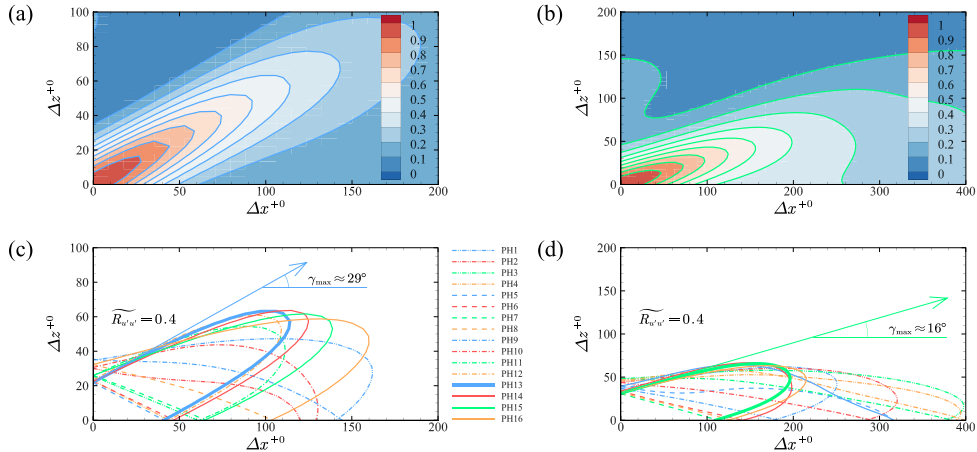 (a)
Δz⁺⁰
100
80
60
40
20
0
1
0.9
0.8
0.7
0.6
0.5
0.4
0.3
0.2
0.1
0
0
50
100
150
200
Δx⁺⁰
(b)
Δz⁺⁰
200
150
100
50
0
1
0.9
0.8
0.7
0.6
0.5
0.4
0.3
0.2
0.1
0
0
100
200
300
400
Δx⁺⁰
(c)
Δz⁺⁰
100
80
60
40
20
0
γmax ≈ 29°
R̃u′u′ = 0.4
0
50
100
150
200
Δx⁺⁰
PH1
PH2
PH3
PH4
PH5
PH6
PH7
PH8
PH9
PH10
PH11
PH12
PH13
PH14
PH15
PH16
(d)
Δz⁺⁰
200
150
100
50
0
R̃u′u′ = 0.4
γmax ≈ 16°
0
100
200
300
400
Δx⁺⁰